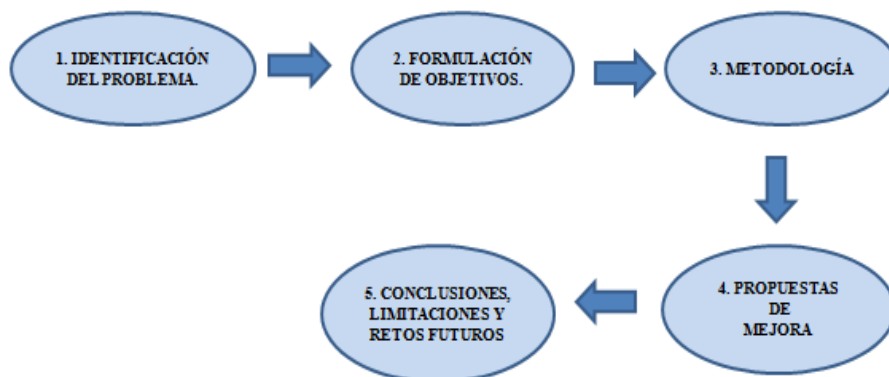 1. IDENTIFICACIÓN
DEL PROBLEMA.
2. FORMULACIÓN
DE OBJETIVOS.
3. METODOLOGÍA
4. PROPUESTAS
DE
MEJORA
5. CONCLUSIONES,
LIMITACIONES Y
RETOS FUTUROS